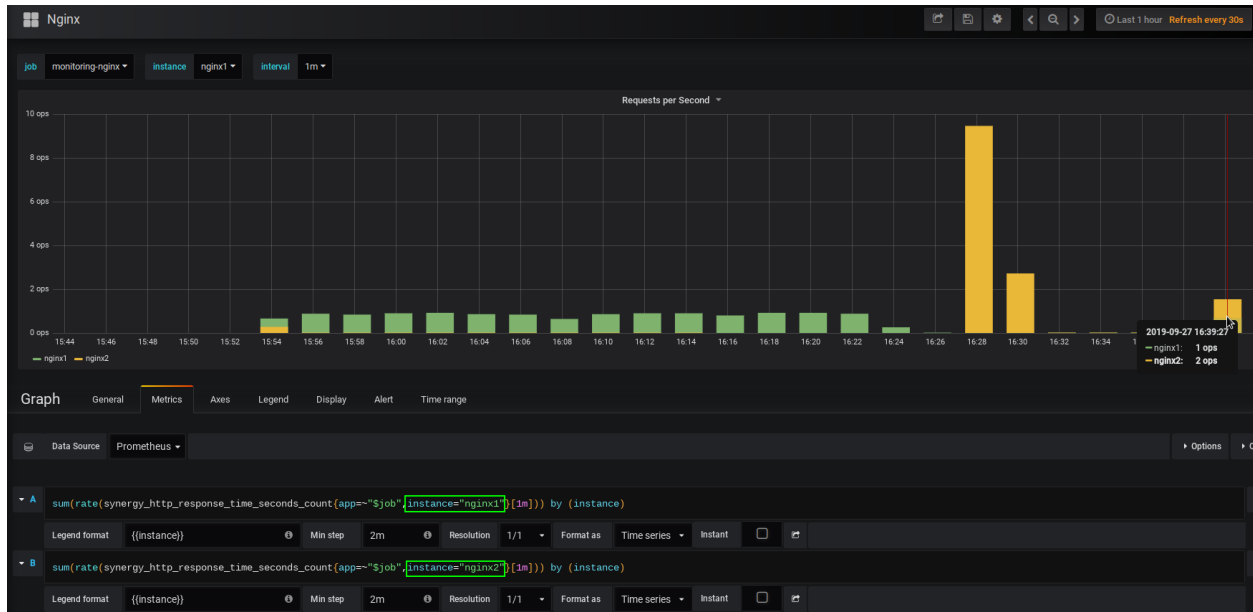 Nginx
Last 1 hour Refresh every 30s
job monitoring-nginx instance nginx1 interval 1m
Requests per Second
10 ops
8 ops
6 ops
4 ops
2 ops
0 ops
15:44 15:46 15:48 15:50 15:52 15:54 15:56 15:58 16:00 16:02 16:04 16:06 16:08 16:10 16:12 16:14 16:16 16:18 16:20 16:22 16:24 16:26 16:28 16:30 16:32 16:34
nginx1 nginx2
2019-09-27 16:39:27
nginx1: 1 ops
nginx2: 2 ops
Graph General Metrics Axes Legend Display Alert Time range
Data Source Prometheus Options
A sum(rate(synergy_http_response_time_seconds_count{app=~"$job",instance="nginx1"}[1m])) by (instance)
Legend format {{instance}} Min step 2m Resolution 1/1 Format as Time series Instant
B sum(rate(synergy_http_response_time_seconds_count{app=~"$job",instance="nginx2"}[1m])) by (instance)
Legend format {{instance}} Min step 2m Resolution 1/1 Format as Time series Instant